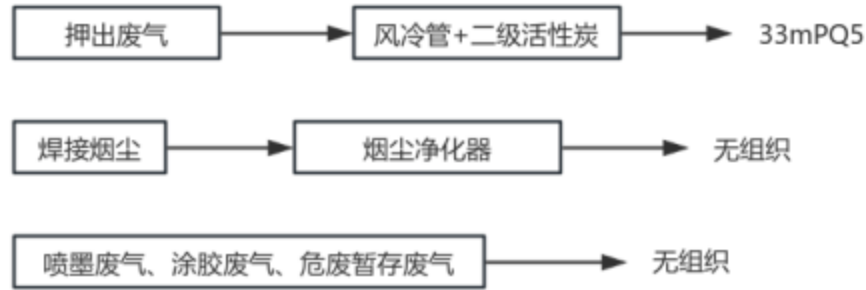 押出废气 风冷管+二级活性炭 33mPQ5
焊接烟尘 烟尘净化器 无组织
喷墨废气、涂胶废气、危废暂存废气 无组织